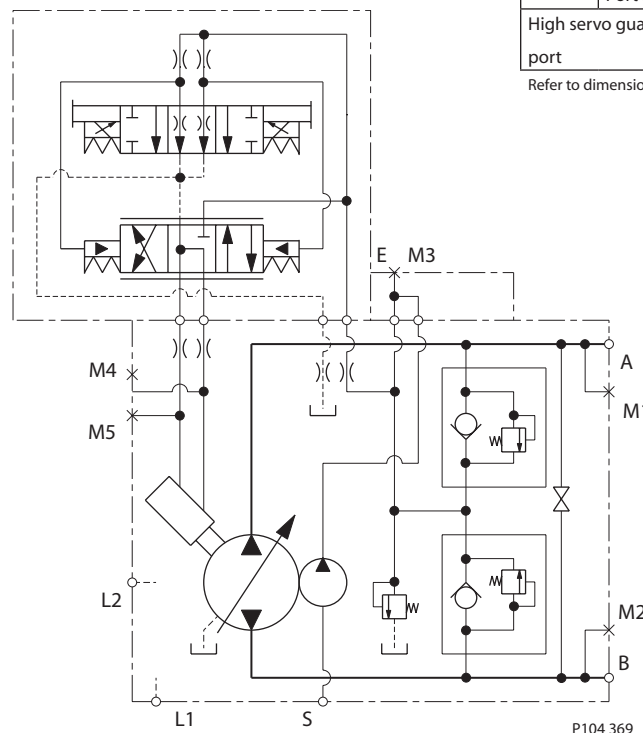 High servo gua
port
Refer to dimensio
E
M3
M4
A
M1
M5
L2
M2
B
L1
S
P104 369